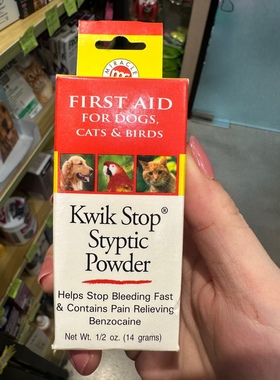 MIRACLE
FIRST AID
FOR DOGS,
CATS & BIRDS
Kwik Stop®
Styptic
Powder
Helps Stop Bleeding Fast
& Contains Pain Relieving
Benzocaine
Net Wt. 1/2 oz. (14 grams)